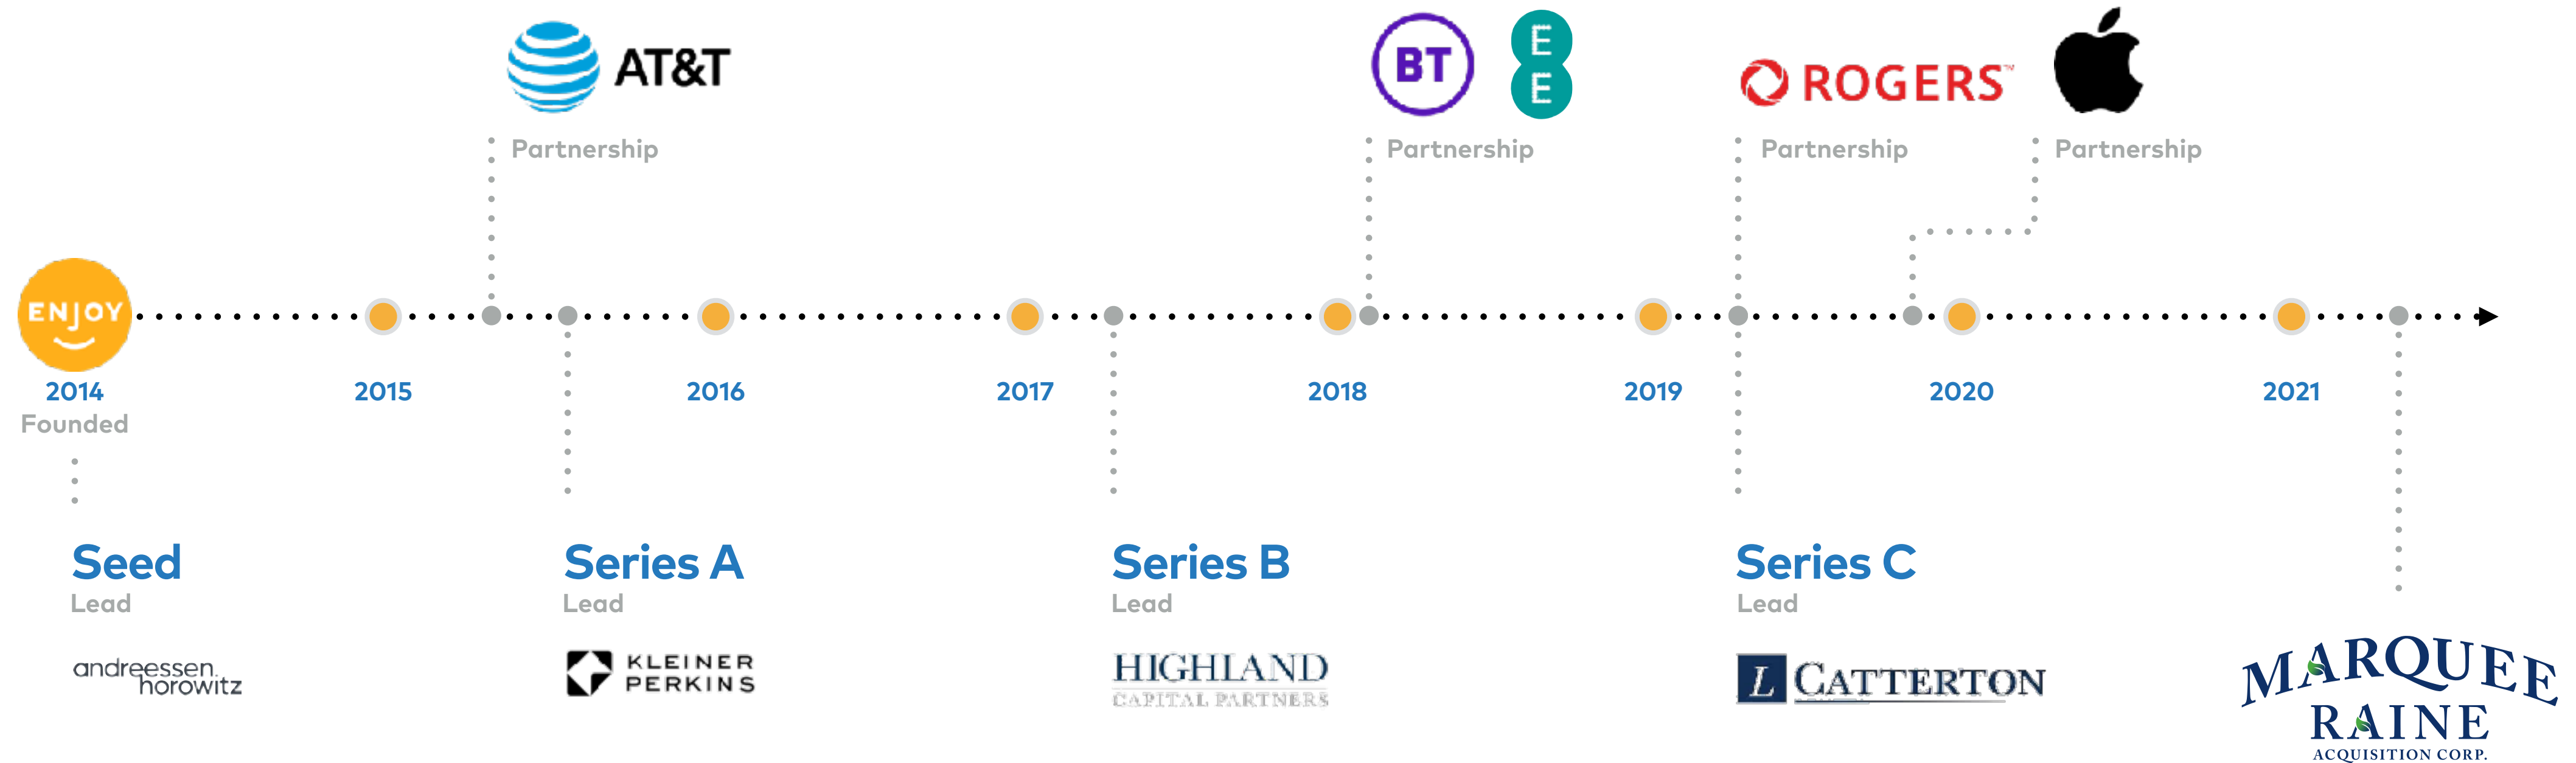 AT&T
BT
E
E
ROGERS™
Partnership
Partnership
Partnership
Partnership
ENJOY
2014
2015
2016
2017
2018
2019
2020
2021
Founded
Seed
Series A
Series B
Series C
Lead
Lead
Lead
Lead
andreessen.
horowitz
KLEINER
PERKINS
HIGHLAND
CAPITAL PARTNERS
L CATTERTON
MARQUEE
RAINE
ACQUISITION CORP.